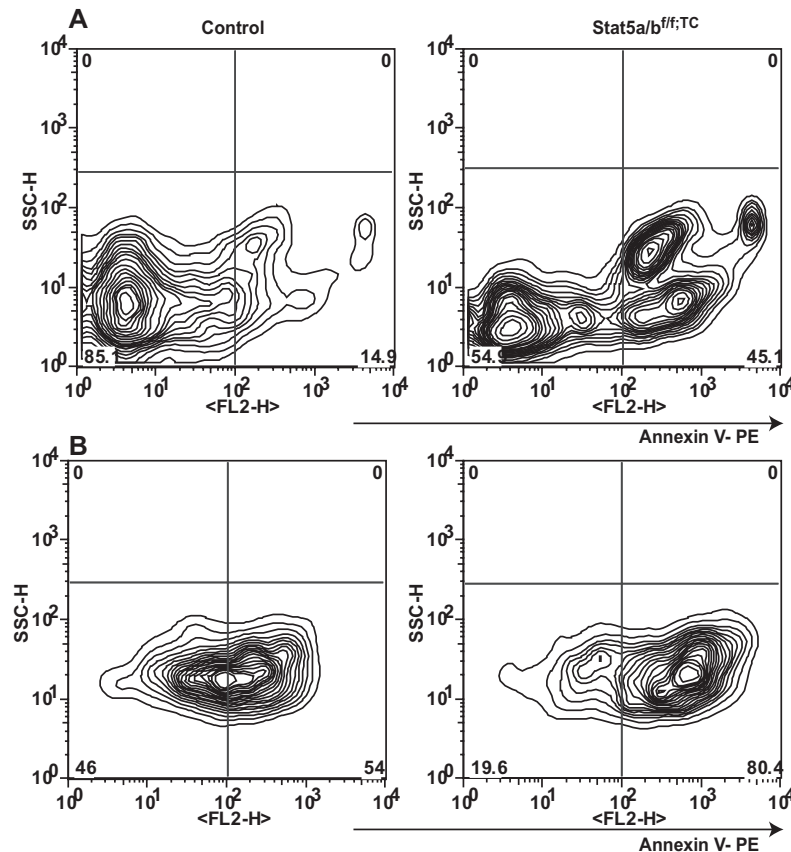 A
Control
Stat5a/b^f/f;TC
10^4
0
0
10^4
0
0
10^3
10^3
SSC-H
SSC-H
10^2
10^2
10^1
10^1
10^0
85.1
14.9
10^0
54.9
45.1
10^0 10^1 10^2 10^3 10^4
10^0 10^1 10^2 10^3 10^4
<FL2-H>
<FL2-H>
Annexin V- PE
B
10^4
0
0
10^4
0
0
10^3
10^3
SSC-H
SSC-H
10^2
10^2
10^1
10^1
10^0
46
54
10^0
19.6
80.4
10^0 10^1 10^2 10^3 10^4
10^0 10^1 10^2 10^3 10^4
<FL2-H>
<FL2-H>
Annexin V- PE